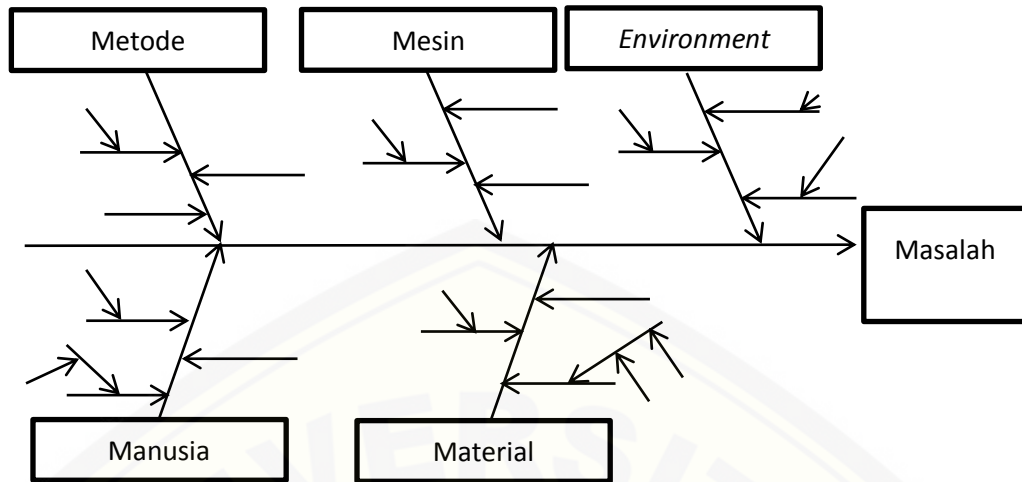 Metode
Mesin
Environment
Masalah
Manusia
Material